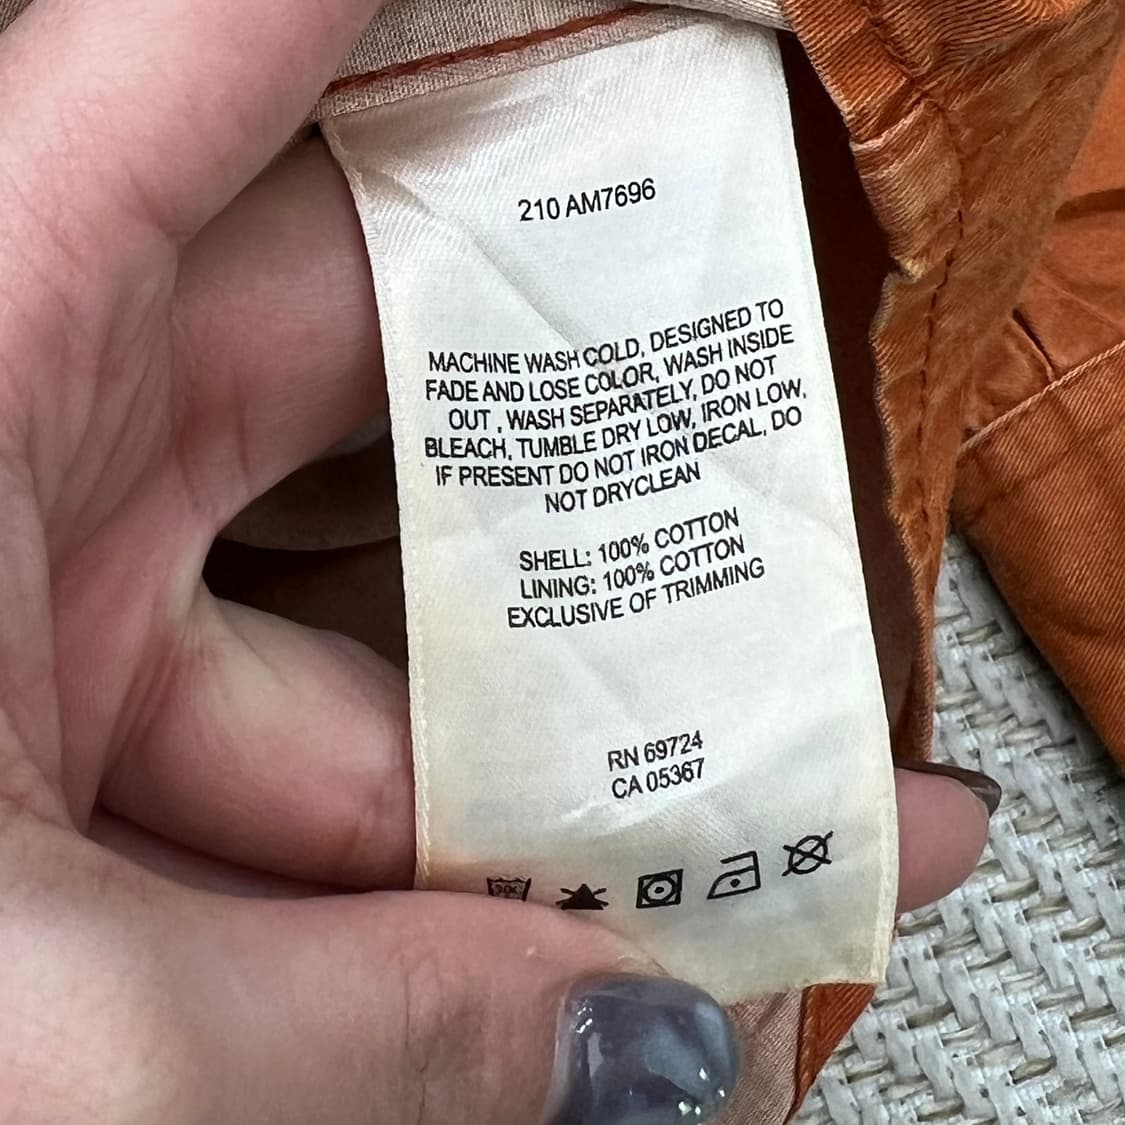 210 AM7696
MACHINE WASH COLD, DESIGNED TO
FADE AND LOSE COLOR, WASH INSIDE
OUT , WASH SEPARATELY, DO NOT
BLEACH, TUMBLE DRY LOW, IRON LOW,
IF PRESENT DO NOT IRON DECAL, DO
NOT DRYCLEAN
SHELL: 100% COTTON
LINING: 100% COTTON
EXCLUSIVE OF TRIMMING
RN 69724
CA 05367